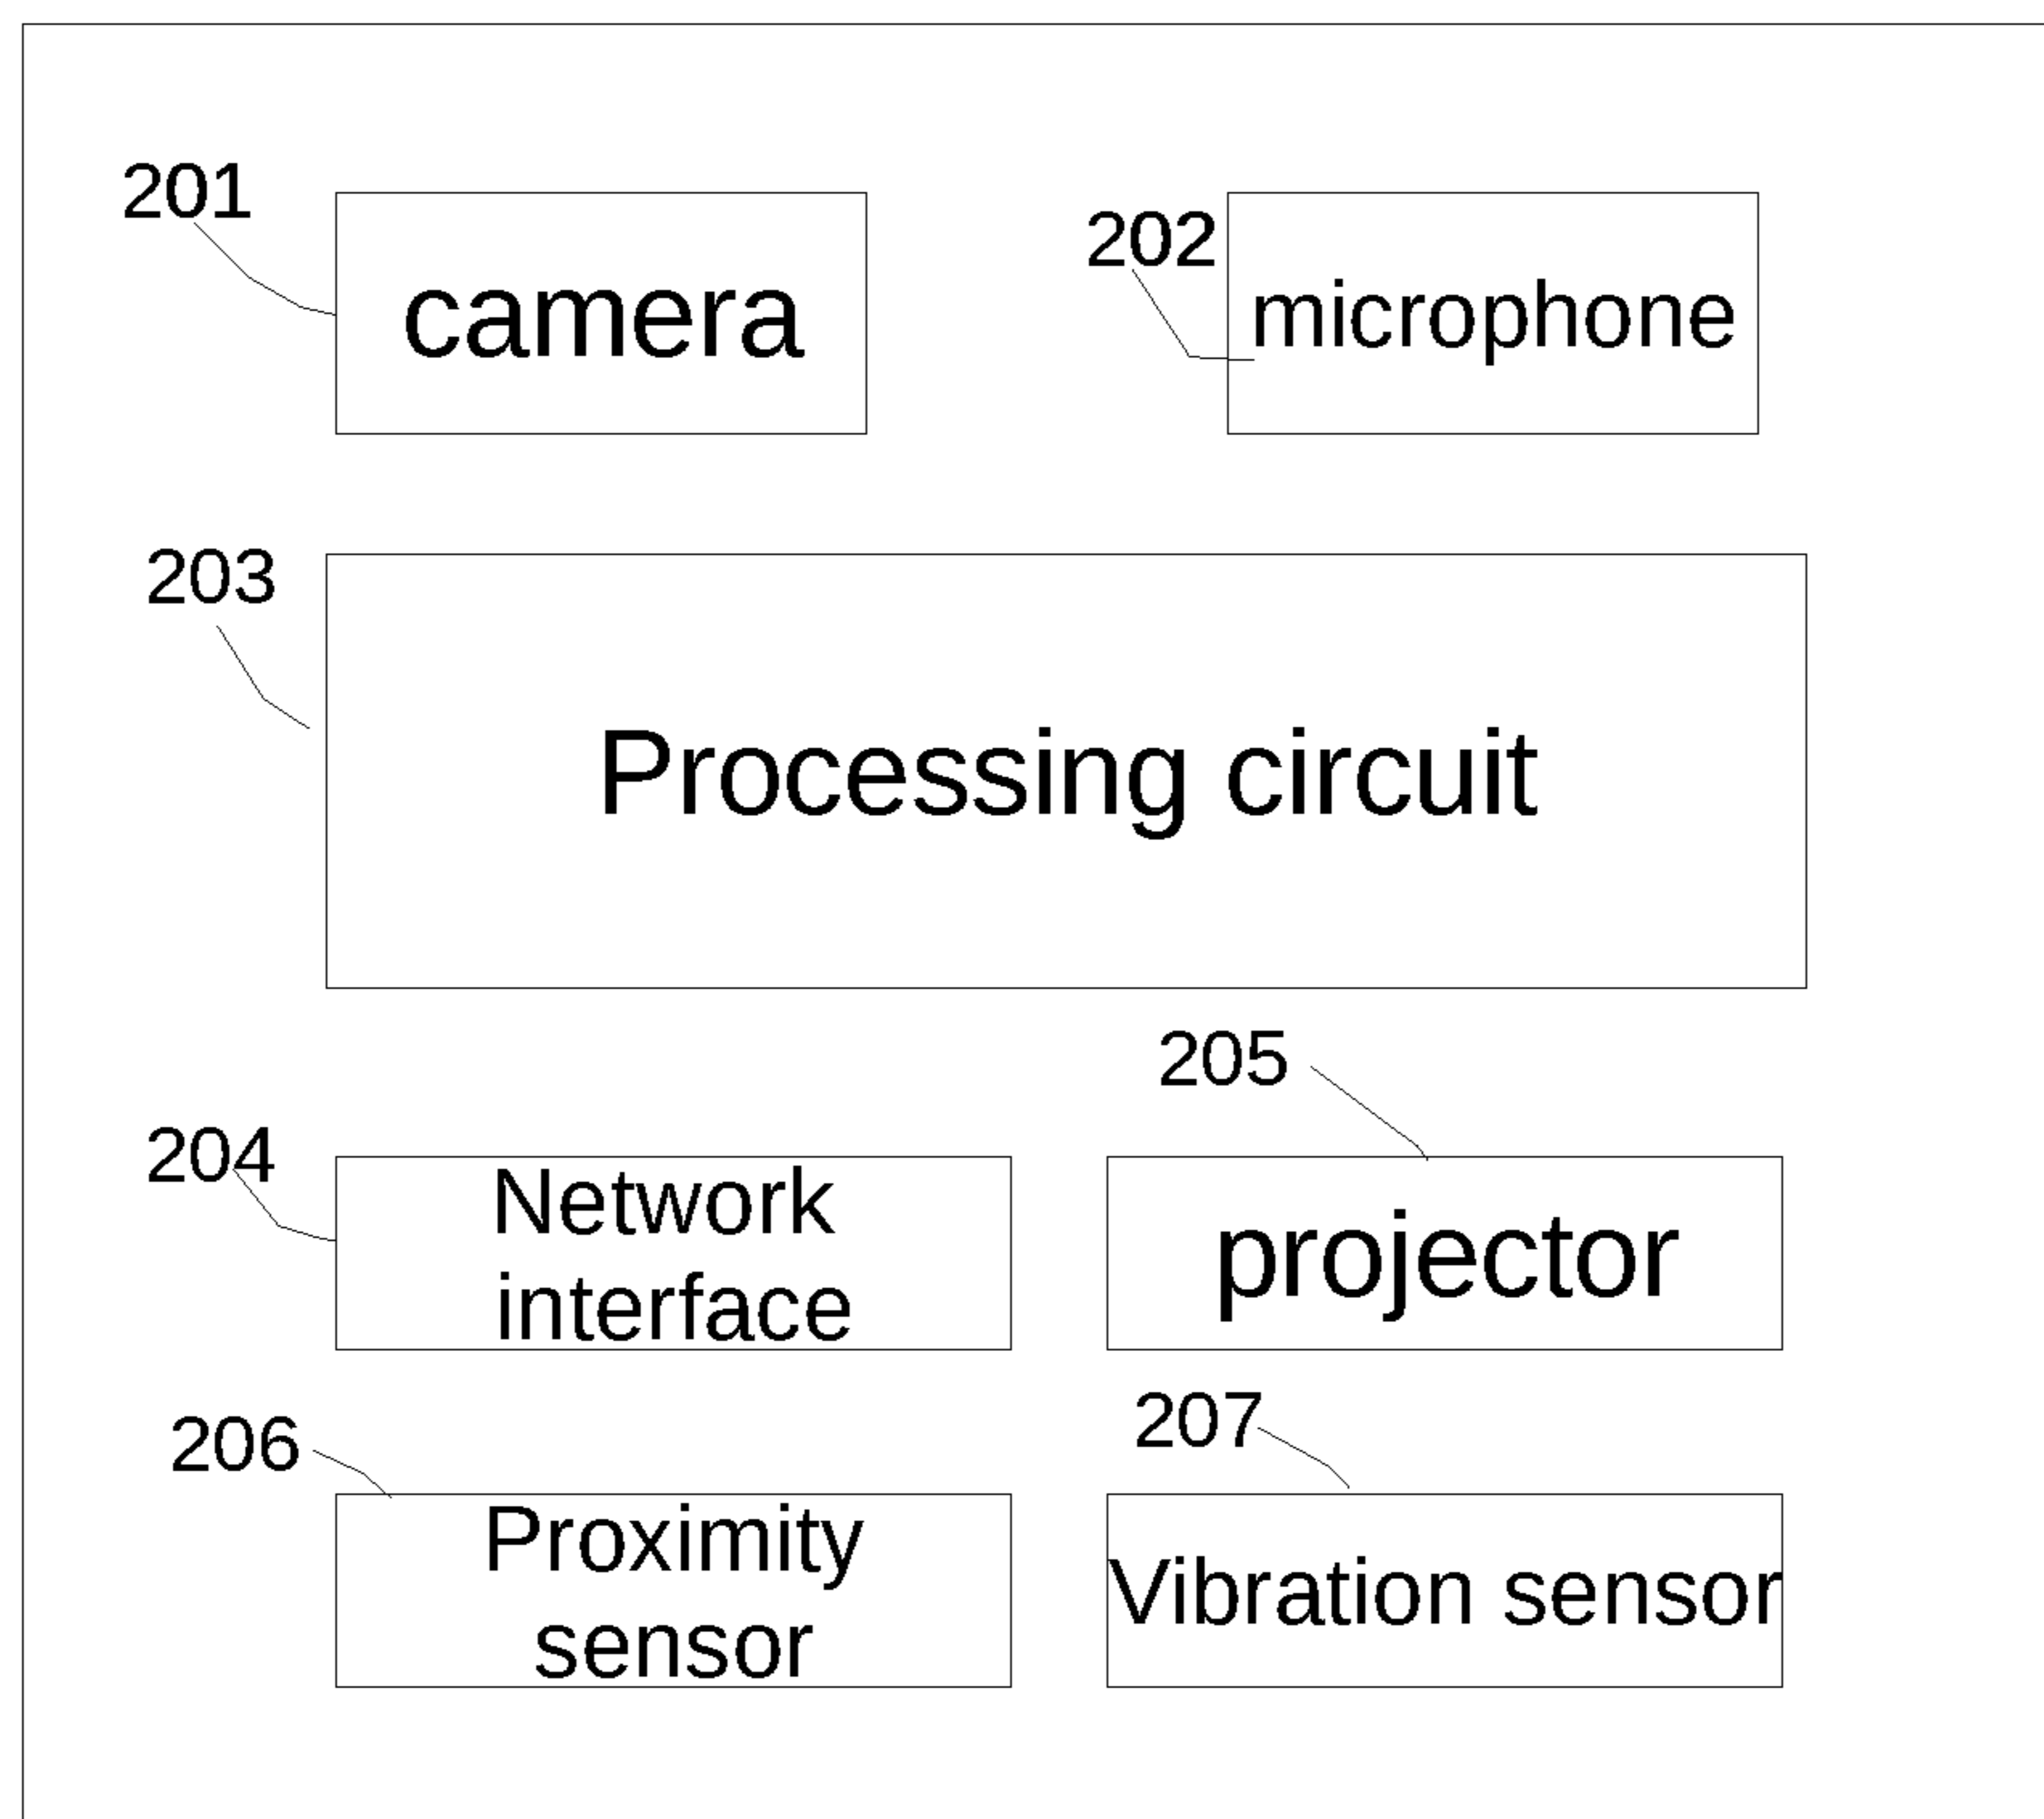 201
camera
202
microphone
203
Processing circuit
205
204
Network
interface
projector
206
207
Proximity
sensor
Vibration sensor